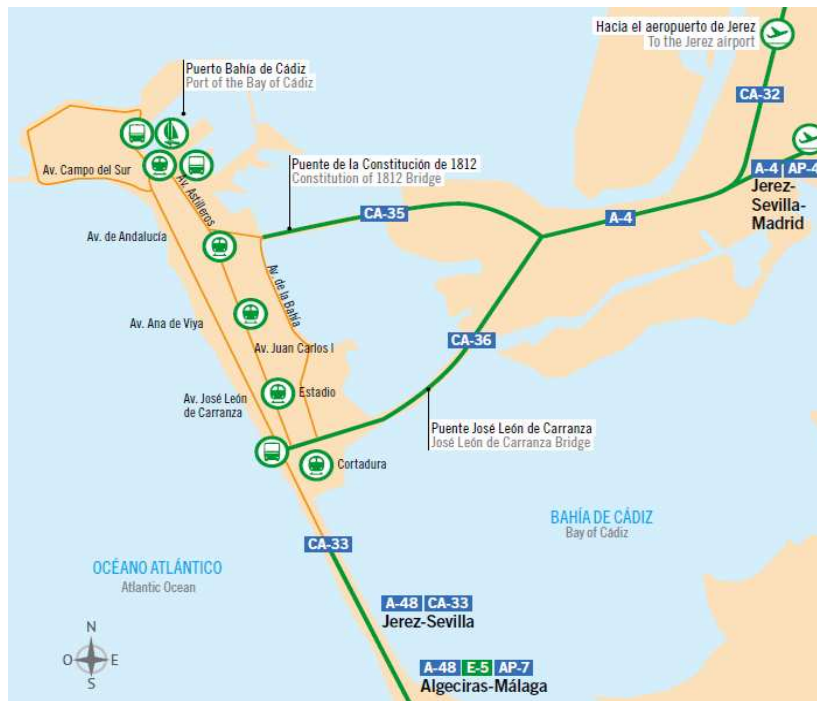 Hacia el aeropuerto de Jerez
To the Jerez airport
Puerto Bahía de Cádiz
Port of the Bay of Cádiz
CA-32
Av. Campo del Sur
Puente de la Constitución de 1812
Constitution of 1812 Bridge
A-4 AP-4
Jerez-
Sevilla-
Madrid
Av. Astilleros
CA-35
A-4
Av. de Andalucía
Av. de la Bahía
Av. Ana de Viya
CA-36
Av. Juan Carlos I
Av. José León
de Carranza
Estadio
Puente José León de Carranza
José León de Carranza Bridge
Cortadura
BAHÍA DE CÁDIZ
Bay of Cádiz
CA-33
OCÉANO ATLÁNTICO
Atlantic Ocean
A-48 CA-33
Jerez-Sevilla
N
O E
S
A-48 E-5 AP-7
Algeciras-Málaga